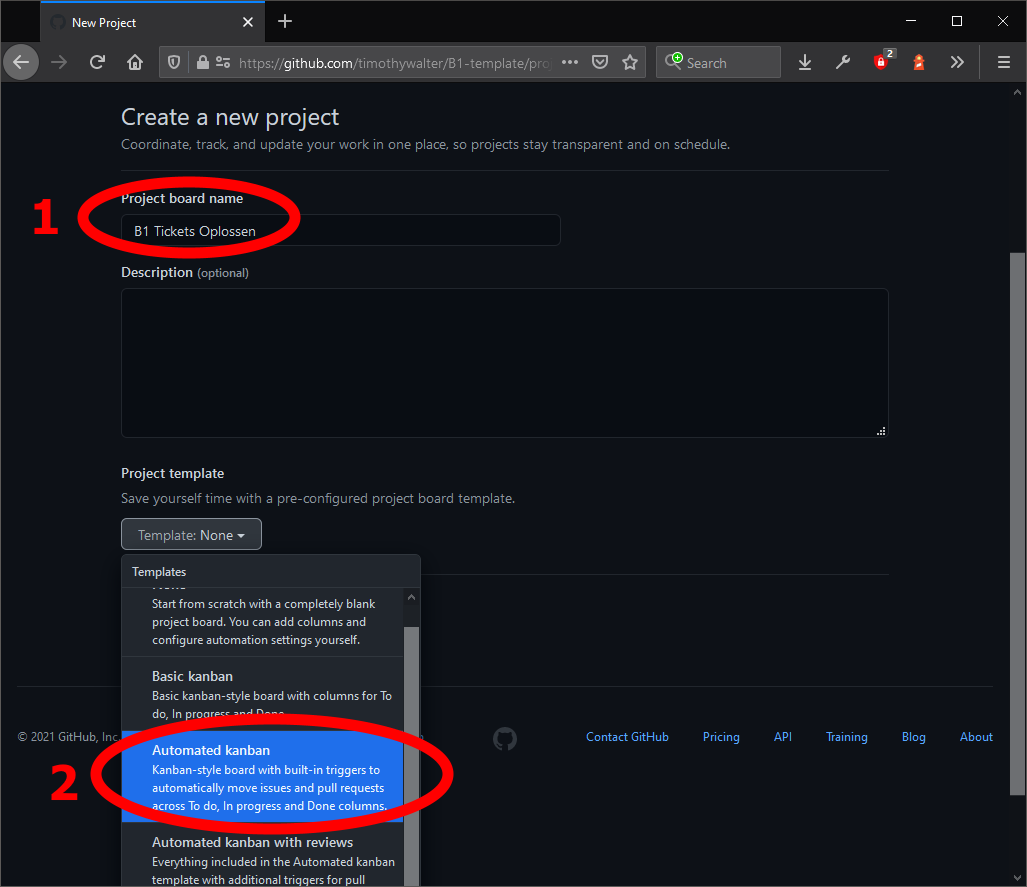 New Project
https://github.com/timothywalter/B1-template/pro
Search
2
Create a new project
Coordinate, track, and update your work in one place, so projects stay transparent and on schedule.
1
Project board name
B1 Tickets Oplossen
Description (optional)
Project template
Save yourself time with a pre-configured project board template.
Template: None
Templates
None
Start from scratch with a completely blank
project board. You can add columns and
configure automation settings yourself.
Basic kanban
Basic kanban-style board with columns for To
do, In progress and Done.
© 2021 GitHub, Inc.
Contact GitHub
Pricing
API
Training
Blog
About
2
Automated kanban
Kanban-style board with built-in triggers to
automatically move issues and pull requests
across To do, In progress and Done columns.
Automated kanban with reviews
Everything included in the Automated kanban
template with additional triggers for pull